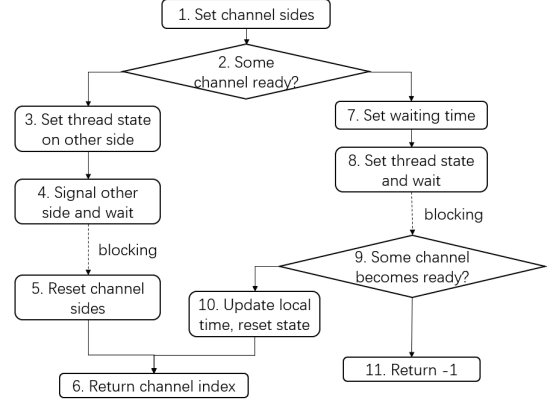 1. Set channel sides
2. Some
channel ready?
3. Set thread state
on other side
7. Set waiting time
8. Set thread state
and wait
4. Signal other
side and wait
blocking
blocking
9. Some channel
becomes ready?
5. Reset channel
sides
10. Update local
time, reset state
11. Return -1
6. Return channel index